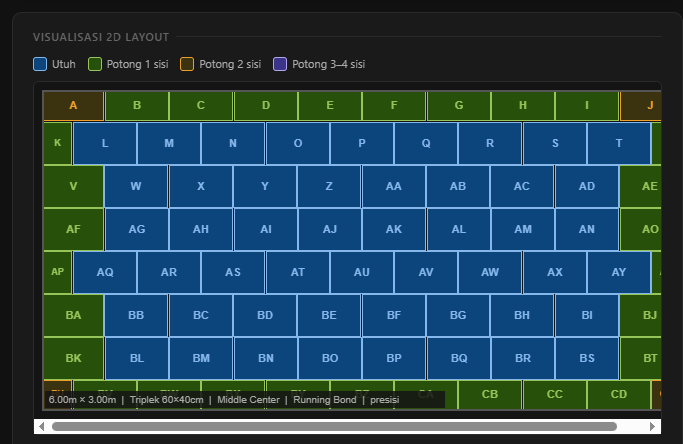 VISUALISASI 2D LAYOUT
Utuh Potong 1 sisi Potong 2 sisi Potong 3–4 sisi
A B C D E F G H I J
K L M N O P Q R S T
V W X Y Z AA AB AC AD AE
AF AG AH AI AJ AK AL AM AN AO
AP AQ AR AS AT AU AV AW AX AY
BA BB BC BD BE BF BG BH BI BJ
BK BL BM BN BO BP BQ BR BS BT
CA CB CC CD
6.00m × 3.00m | Triplek 60×40cm | Middle Center | Running Bond | presisi